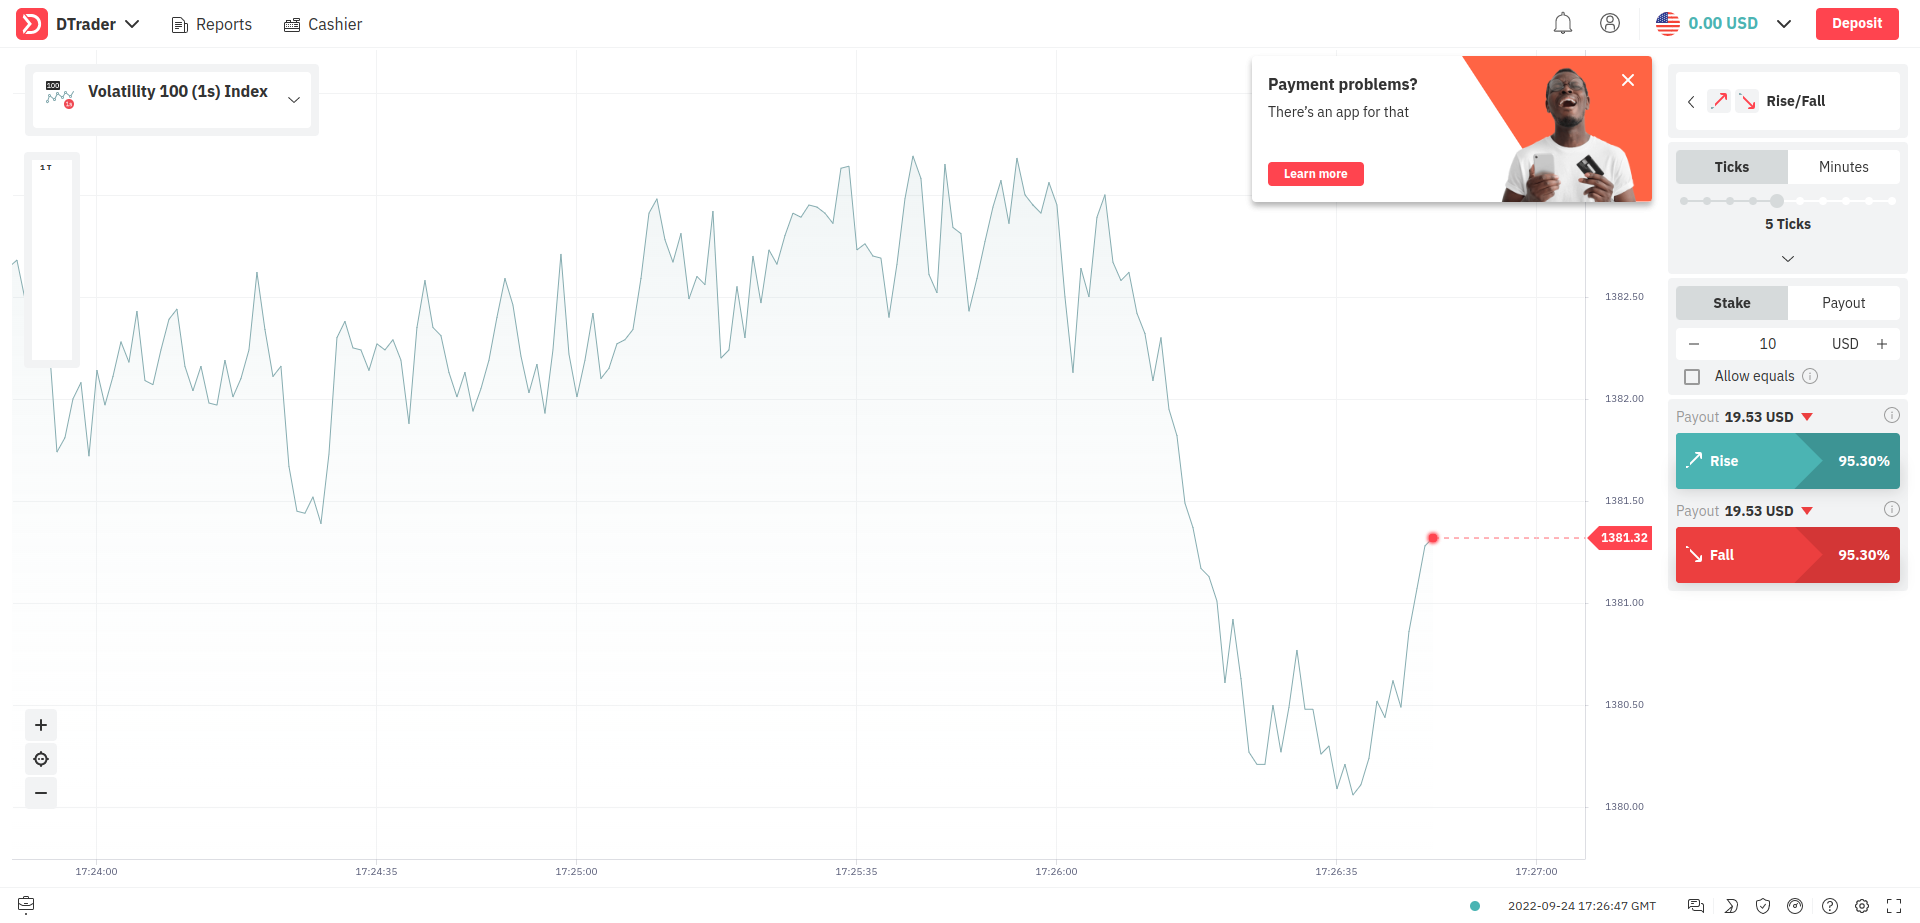 DTrader
Reports
Cashier
0.00 USD
Deposit
100
1s
Volatility 100 (1s) Index
1 T
Payment problems?
There's an app for that
Learn more
Rise/Fall
Ticks
Minutes
5 Ticks
Stake
Payout
10
USD
Allow equals
Payout 19.53 USD
Rise
95.30%
Payout 19.53 USD
Fall
95.30%
1382.50
1382.00
1381.50
1381.32
1381.00
1380.50
1380.00
17:24:00
17:24:35
17:25:00
17:25:35
17:26:00
17:26:35
17:27:00
2022-09-24 17:26:47 GMT